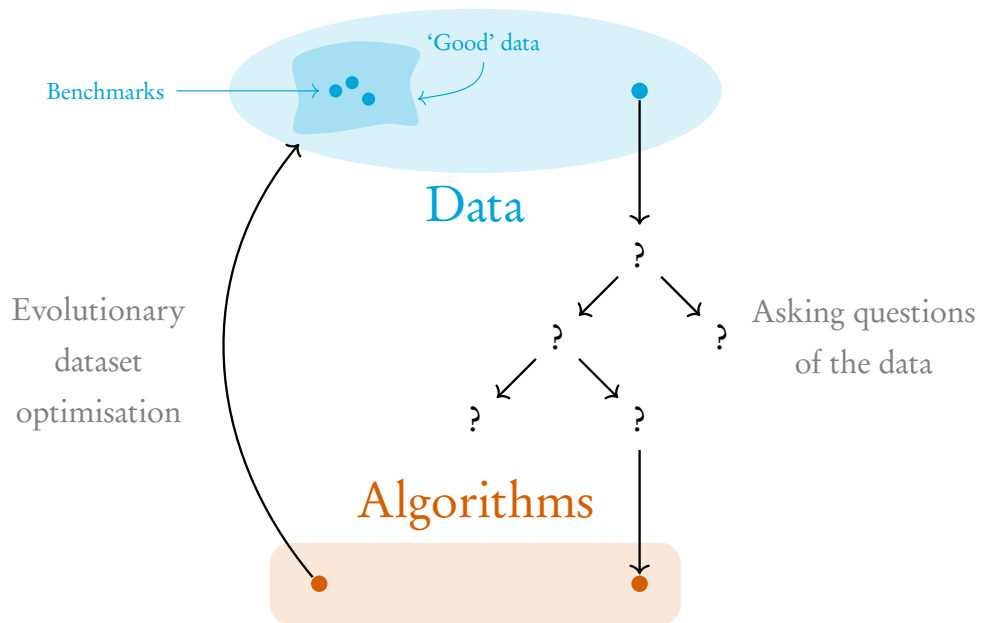 ‘Good’ data
Benchmarks
Data
?
Evolutionary
dataset
optimisation
Asking questions
of the data
?
?
?
?
Algorithms